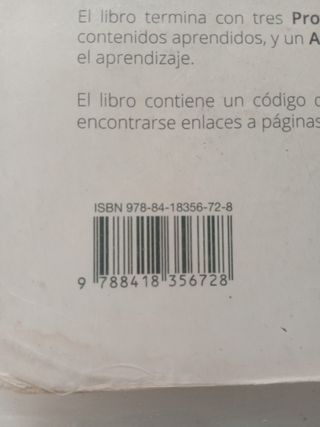 El libro termina con tres Pro
contenidos aprendidos, y un A
el aprendizaje.
El libro contiene un código
encontrarse enlaces a páginas
ISBN 978-84-18356-72-8
9 788418 356728